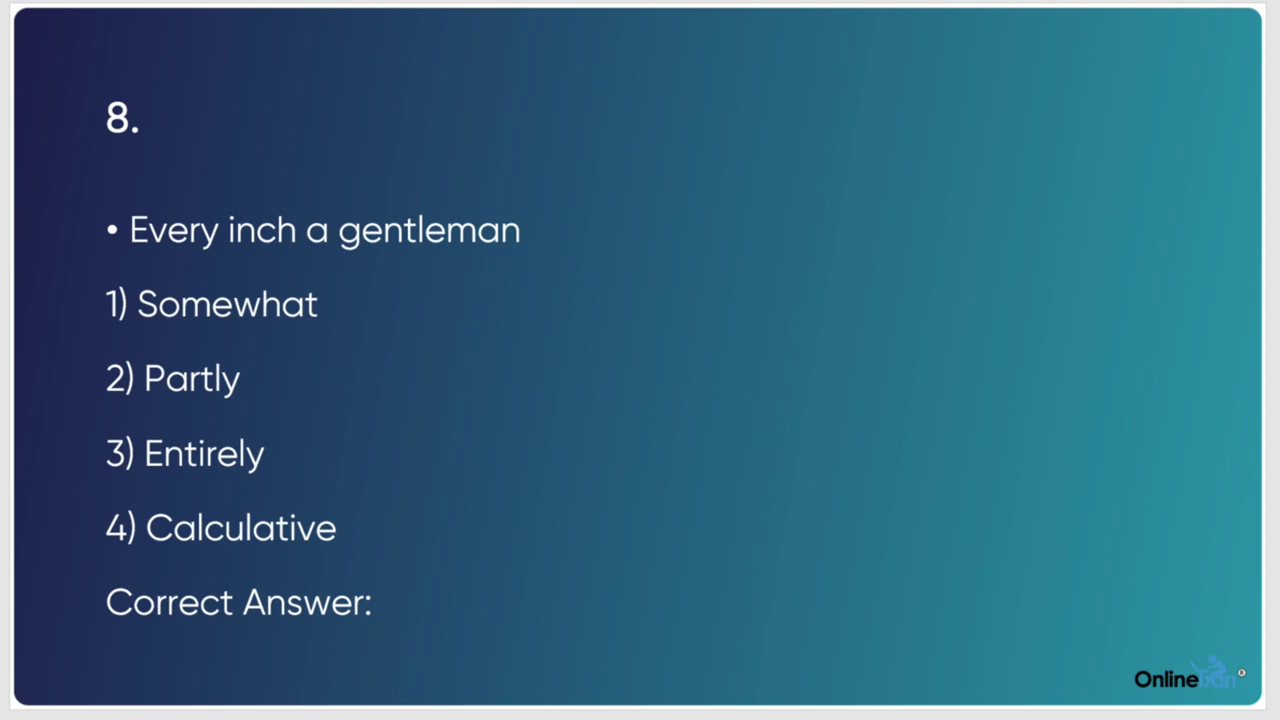 8.
• Every inch a gentleman
1) Somewhat
2) Partly
3) Entirely
4) Calculative
Correct Answer:
Online